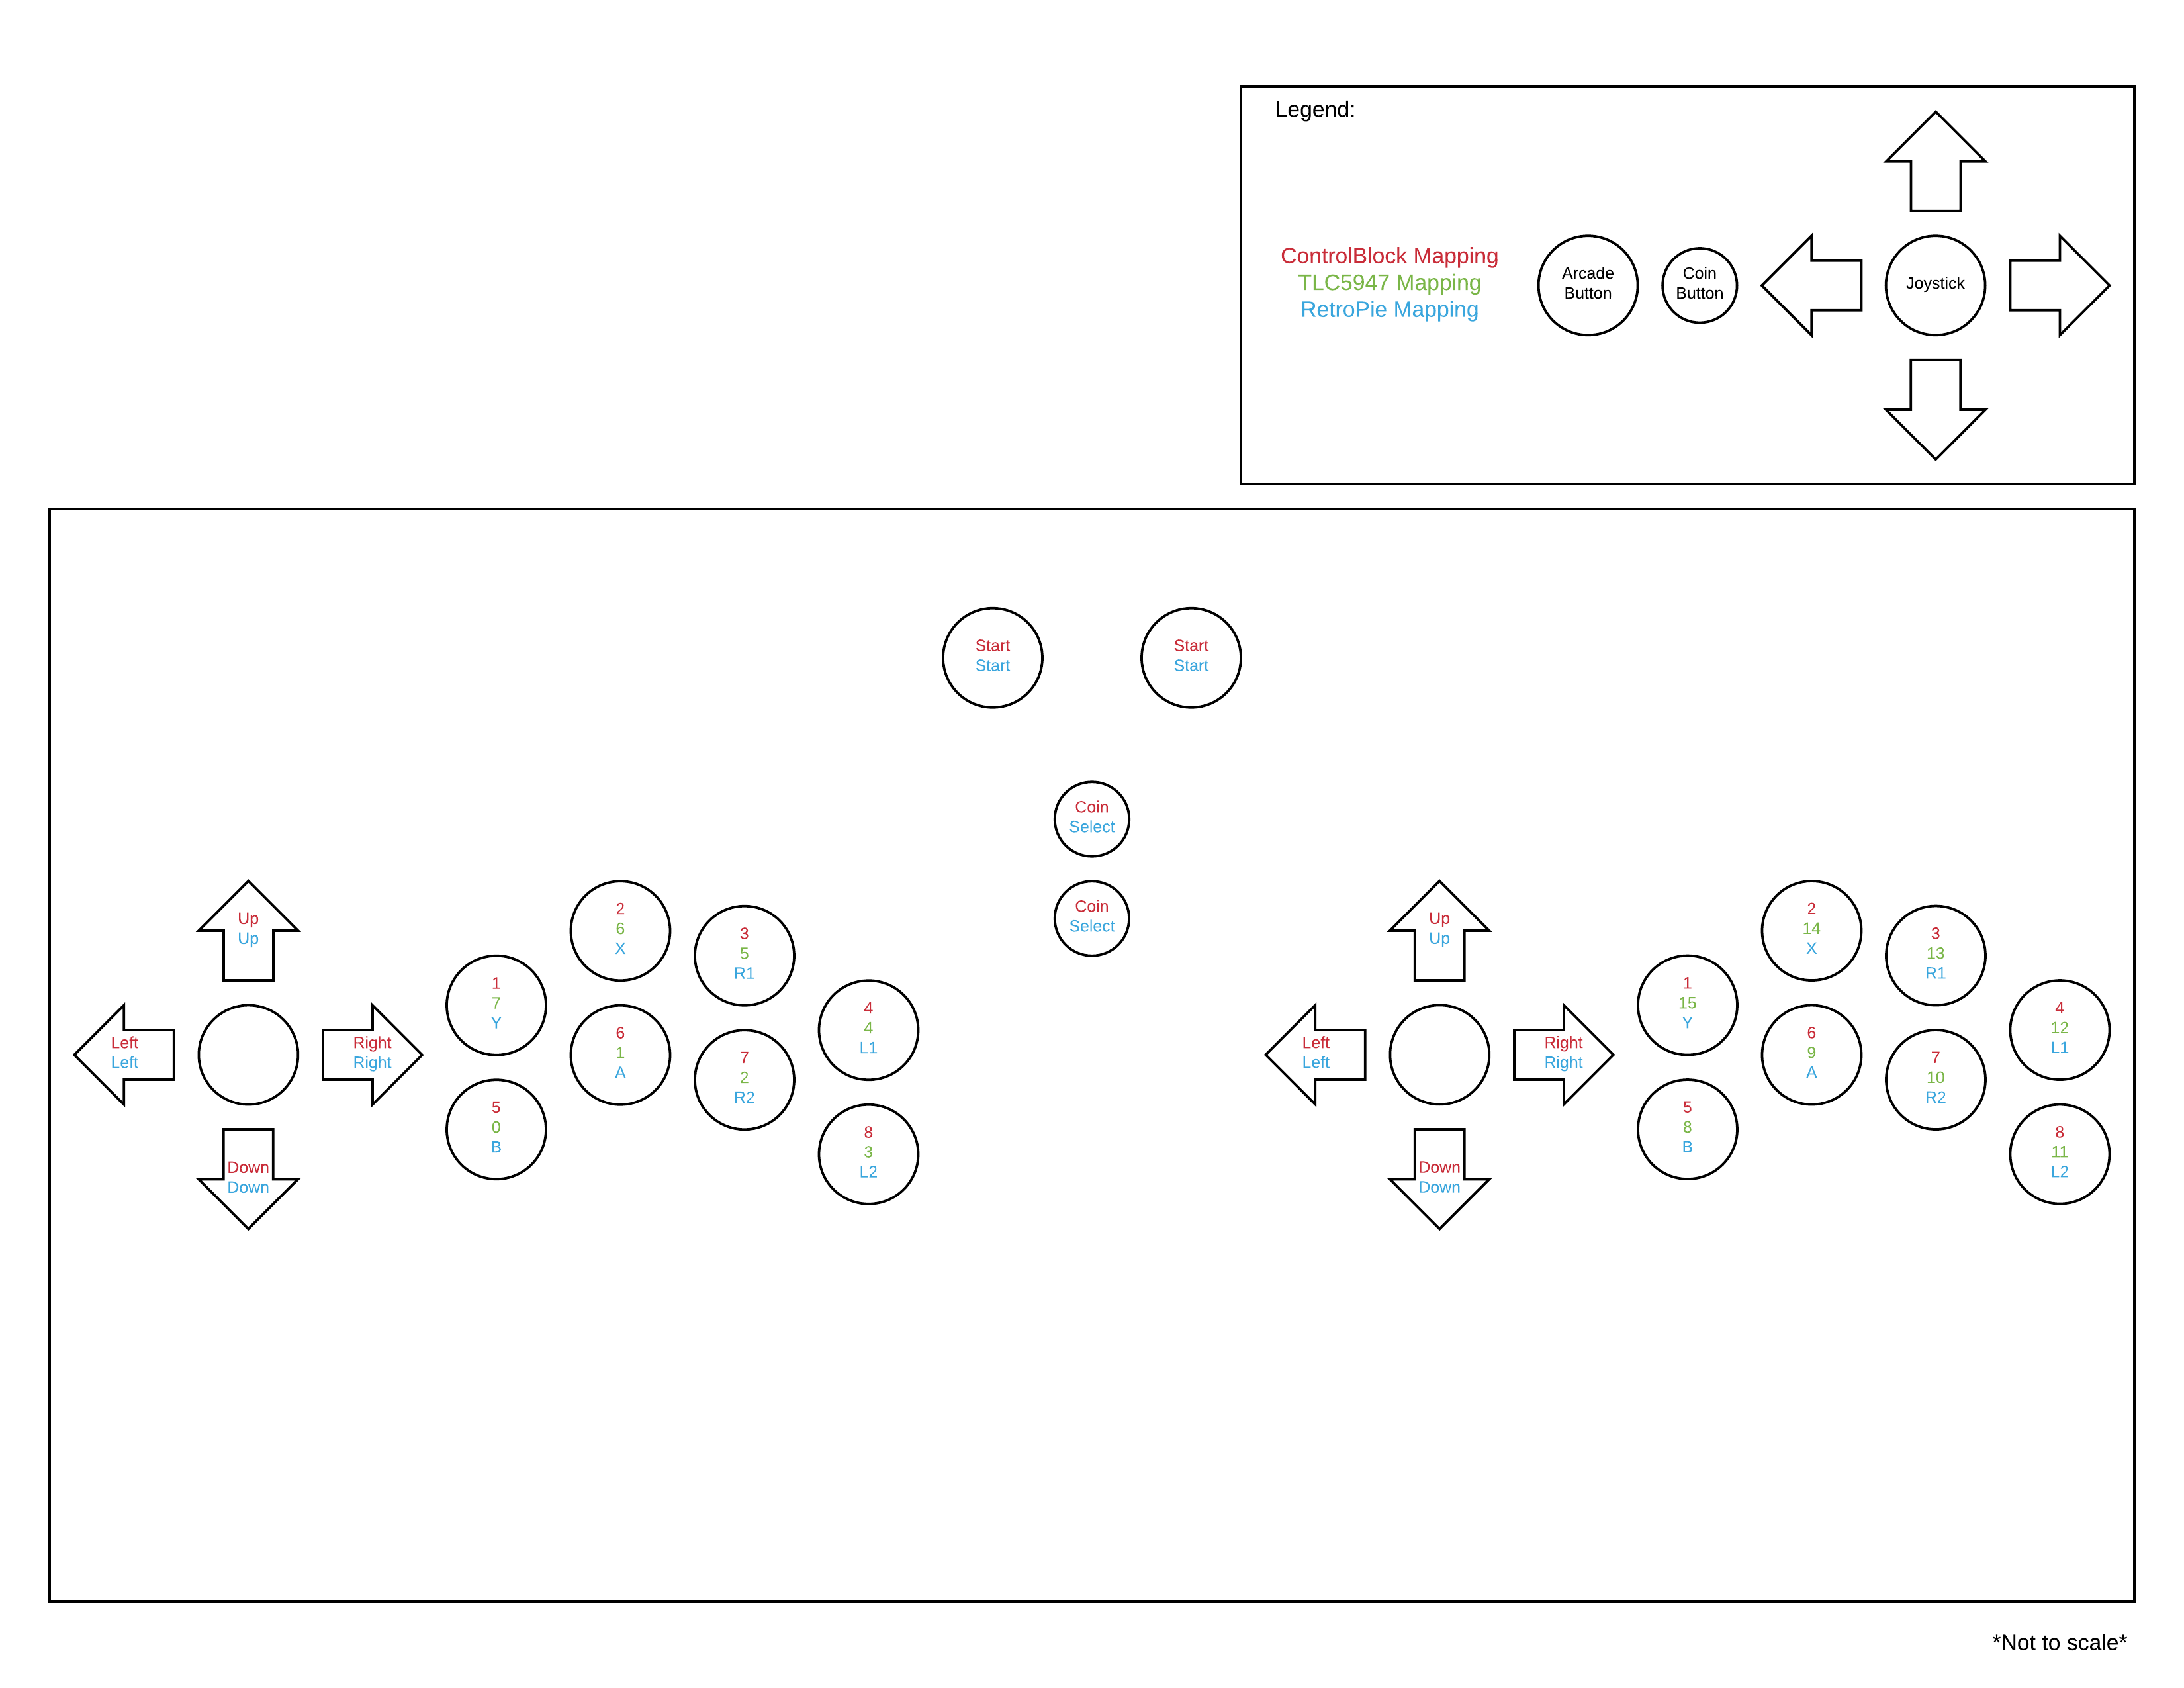 Legend:
ControlBlock Mapping
TLC5947 Mapping
RetroPie Mapping
Arcade
Button
Coin
Button
Joystick
Start
Start
Start
Start
Coin
Select
Coin
Select
Up
Up
Left
Left
Right
Right
Down
Down
1
7
Y
2
6
X
3
5
R1
4
4
L1
5
0
B
6
1
A
7
2
R2
8
3
L2
Up
Up
Left
Left
Right
Right
Down
Down
1
15
Y
2
14
X
3
13
R1
4
12
L1
5
8
B
6
9
A
7
10
R2
8
11
L2
*Not to scale*